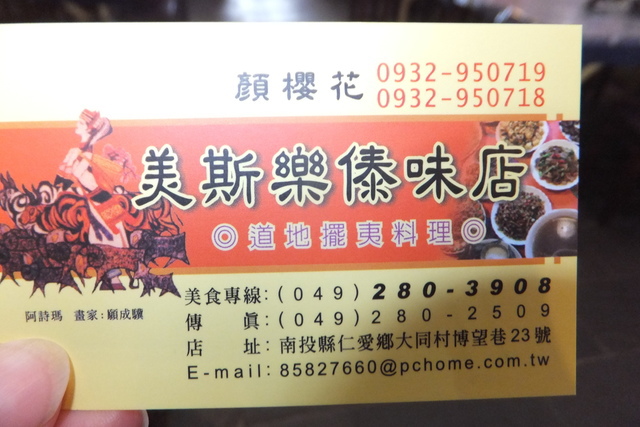 顏櫻花 0932-950719
0932-950718
美斯樂傣味店
◎道地擺夷料理◎
美食專線:(049)280-3908
傳真:(049)280-2509
店址:南投縣仁愛鄉大同村博望巷23號
E-mail:85827660@pchome.com.tw
阿詩瑪 畫家:顧成驥